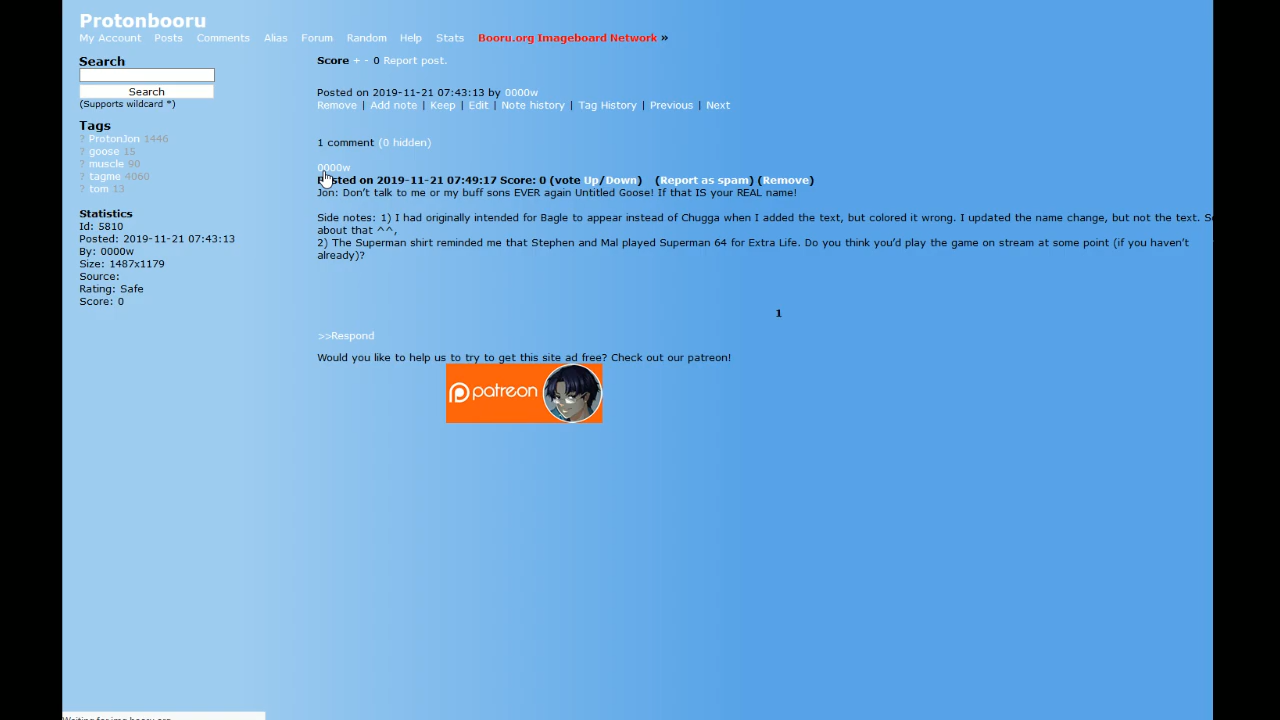 Protonbooru
My Account Posts Comments Alias Forum Random Help Stats Booru.org Imageboard Network »
Search
Search
(Supports wildcard *)
Tags
? ProtonJon 1446
? goose 15
? muscle 90
? tagme 4060
? tom 13
Statistics
Id: 5810
Posted: 2019-11-21 07:43:13
By: 0000w
Size: 1487x1179
Source:
Rating: Safe
Score: 0
Score + - 0 Report post.
Posted on 2019-11-21 07:43:13 by 0000w
Remove | Add note | Keep | Edit | Note history | Tag History | Previous | Next
1 comment (0 hidden)
0000w
Posted on 2019-11-21 07:49:17 Score: 0 (vote Up/Down) (Report as spam) (Remove)
Jon: Don't talk to me or my buff sons EVER again Untitled Goose! If that IS your REAL name!
Side notes: 1) I had originally intended for Bagle to appear instead of Chugga when I added the text, but colored it wrong. I updated the name change, but not the text. So
about that ^^,
2) The Superman shirt reminded me that Stephen and Mal played Superman 64 for Extra Life. Do you think you'd play the game on stream at some point (if you haven't
already)?
1
>>Respond
Would you like to help us to try to get this site ad free? Check out our patreon!
patreon
Waiting for img.booru.org